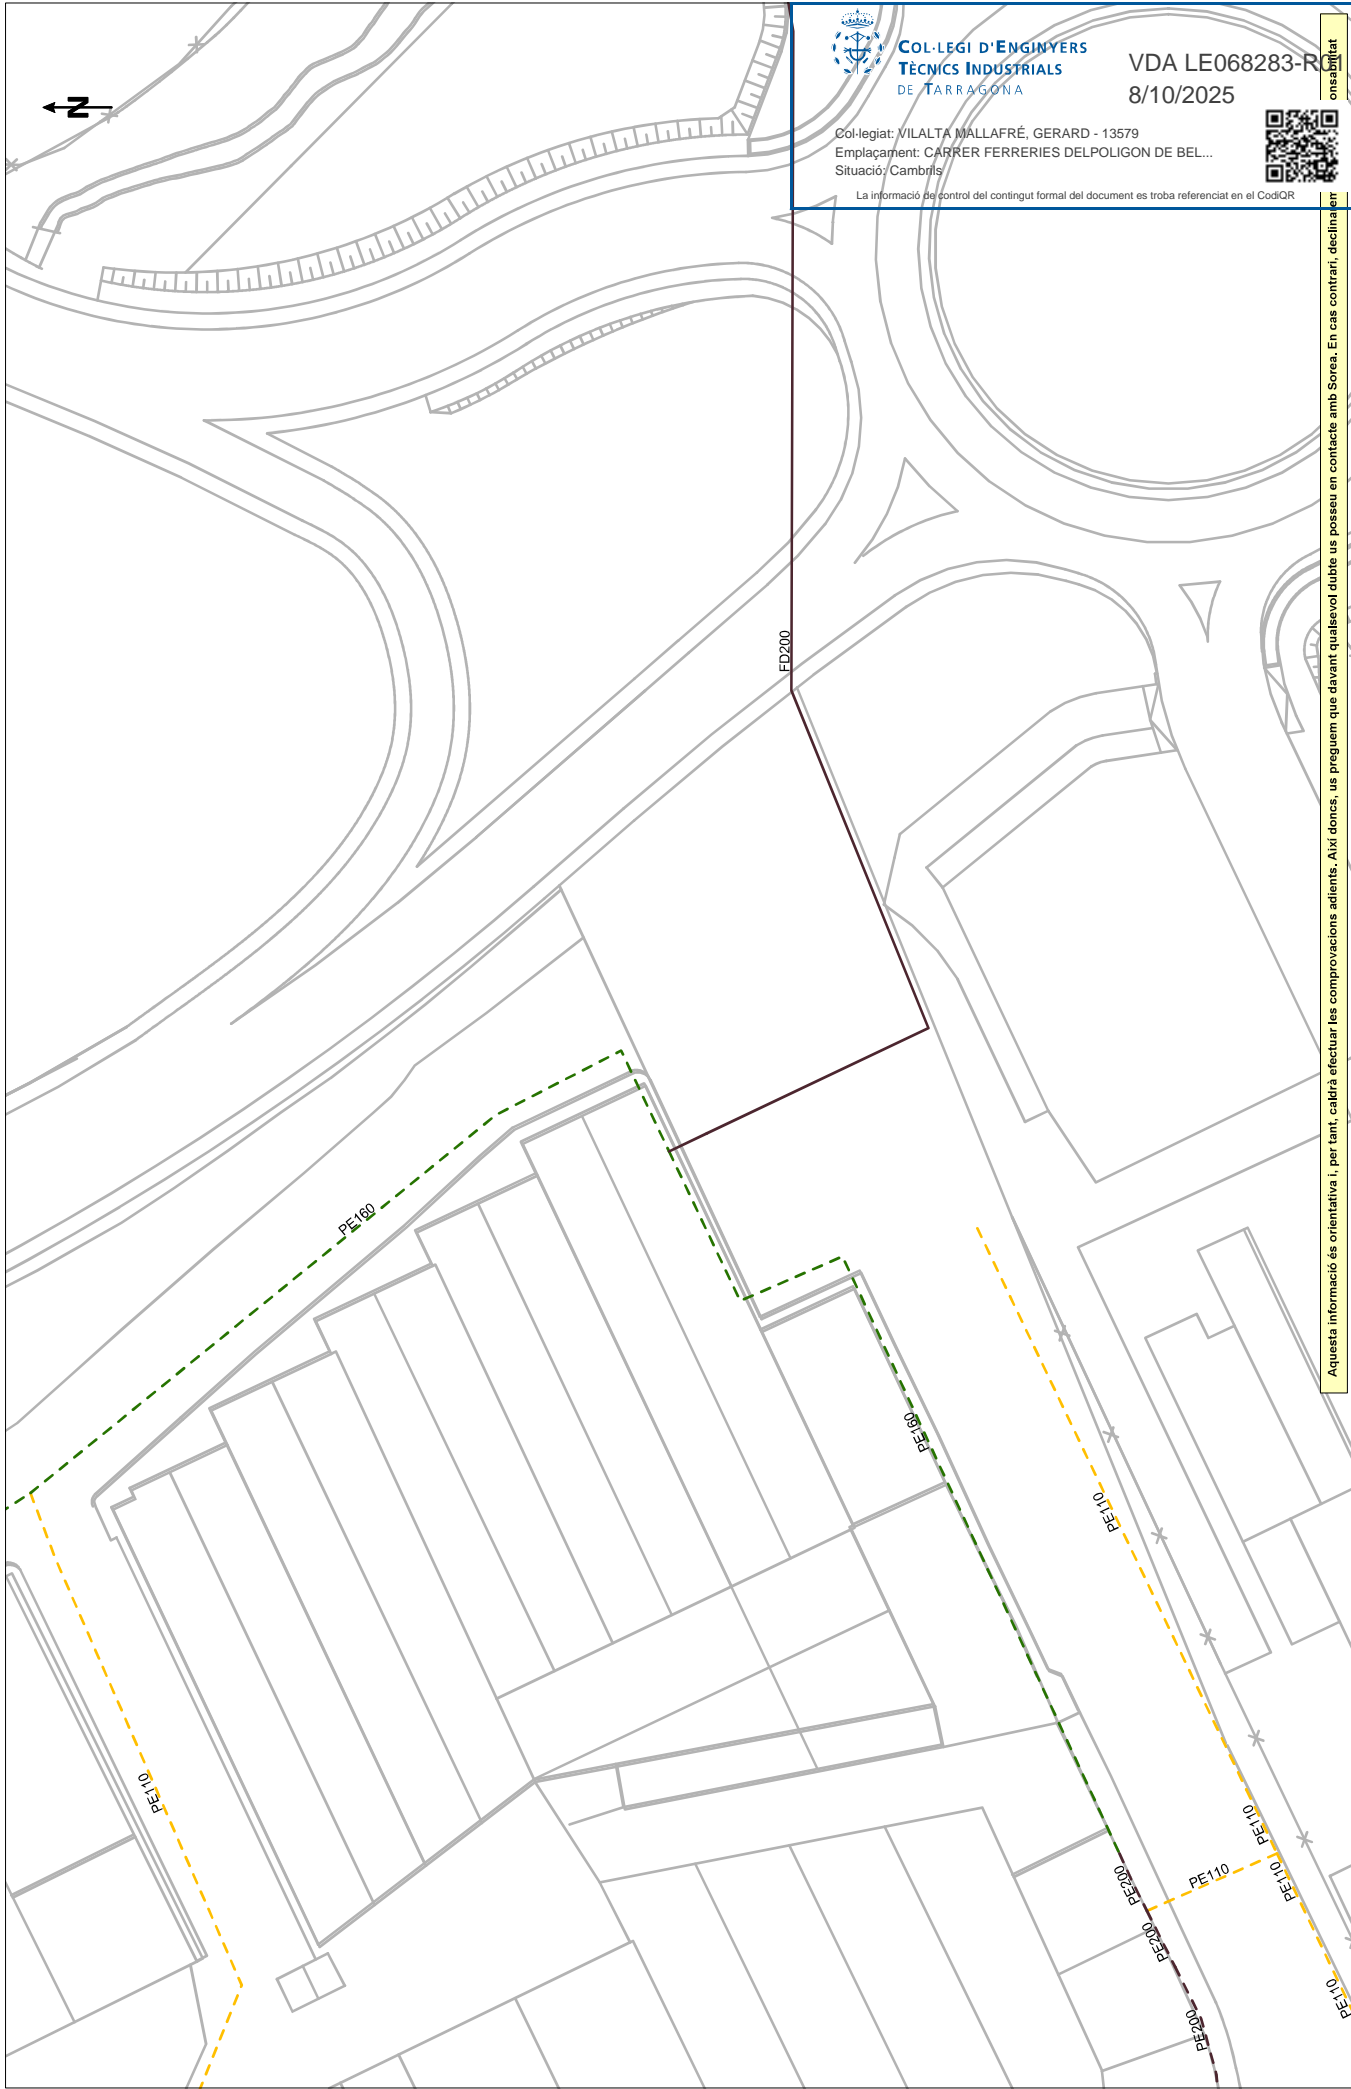 COL·LEGI D'ENGINYERS
TÈCNICS INDUSTRIALS
DE TARRAGONA
VDA LE068283-R01
8/10/2025
Col·legiat: VILALTA MALLAFRÉ, GERARD - 13579
Emplaçament: CARRER FERRERIES DELPOLIGON DE BEL...
Situació: Cambrils
La informació de control del contingut formal del document es troba referenciat en el CodiQR
N
Aquesta informació és orientativa i, per tant, caldrà efectuar les comprovacions adients. Així doncs, us preguem que davant qualsevol dubte us poseu en contacte amb Sorea. En cas contrari, declinarem
FD200
PE160
PE160
PE110
PE110
PE110
PE110
PE110
PE200
PE200
PE200
PE110